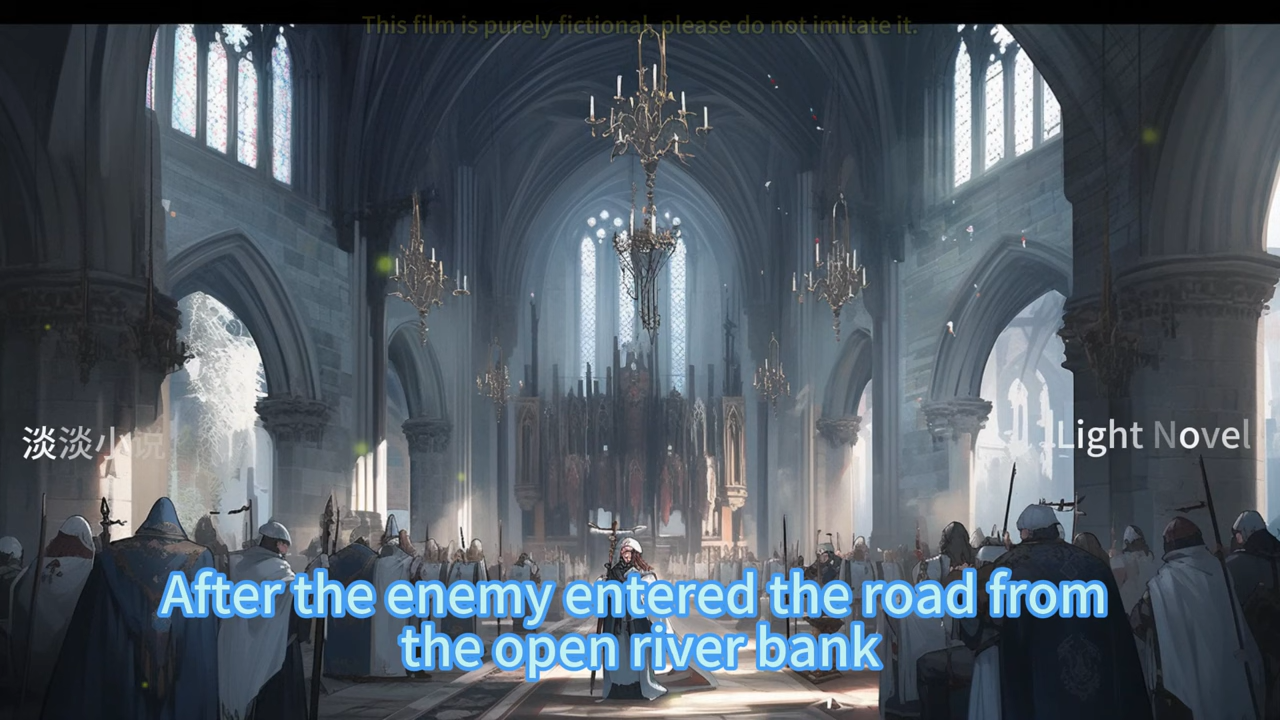 This film is purely fictional, please do not imitate it.
淡淡小说
Light Novel
After the enemy entered the road from
the open river bank